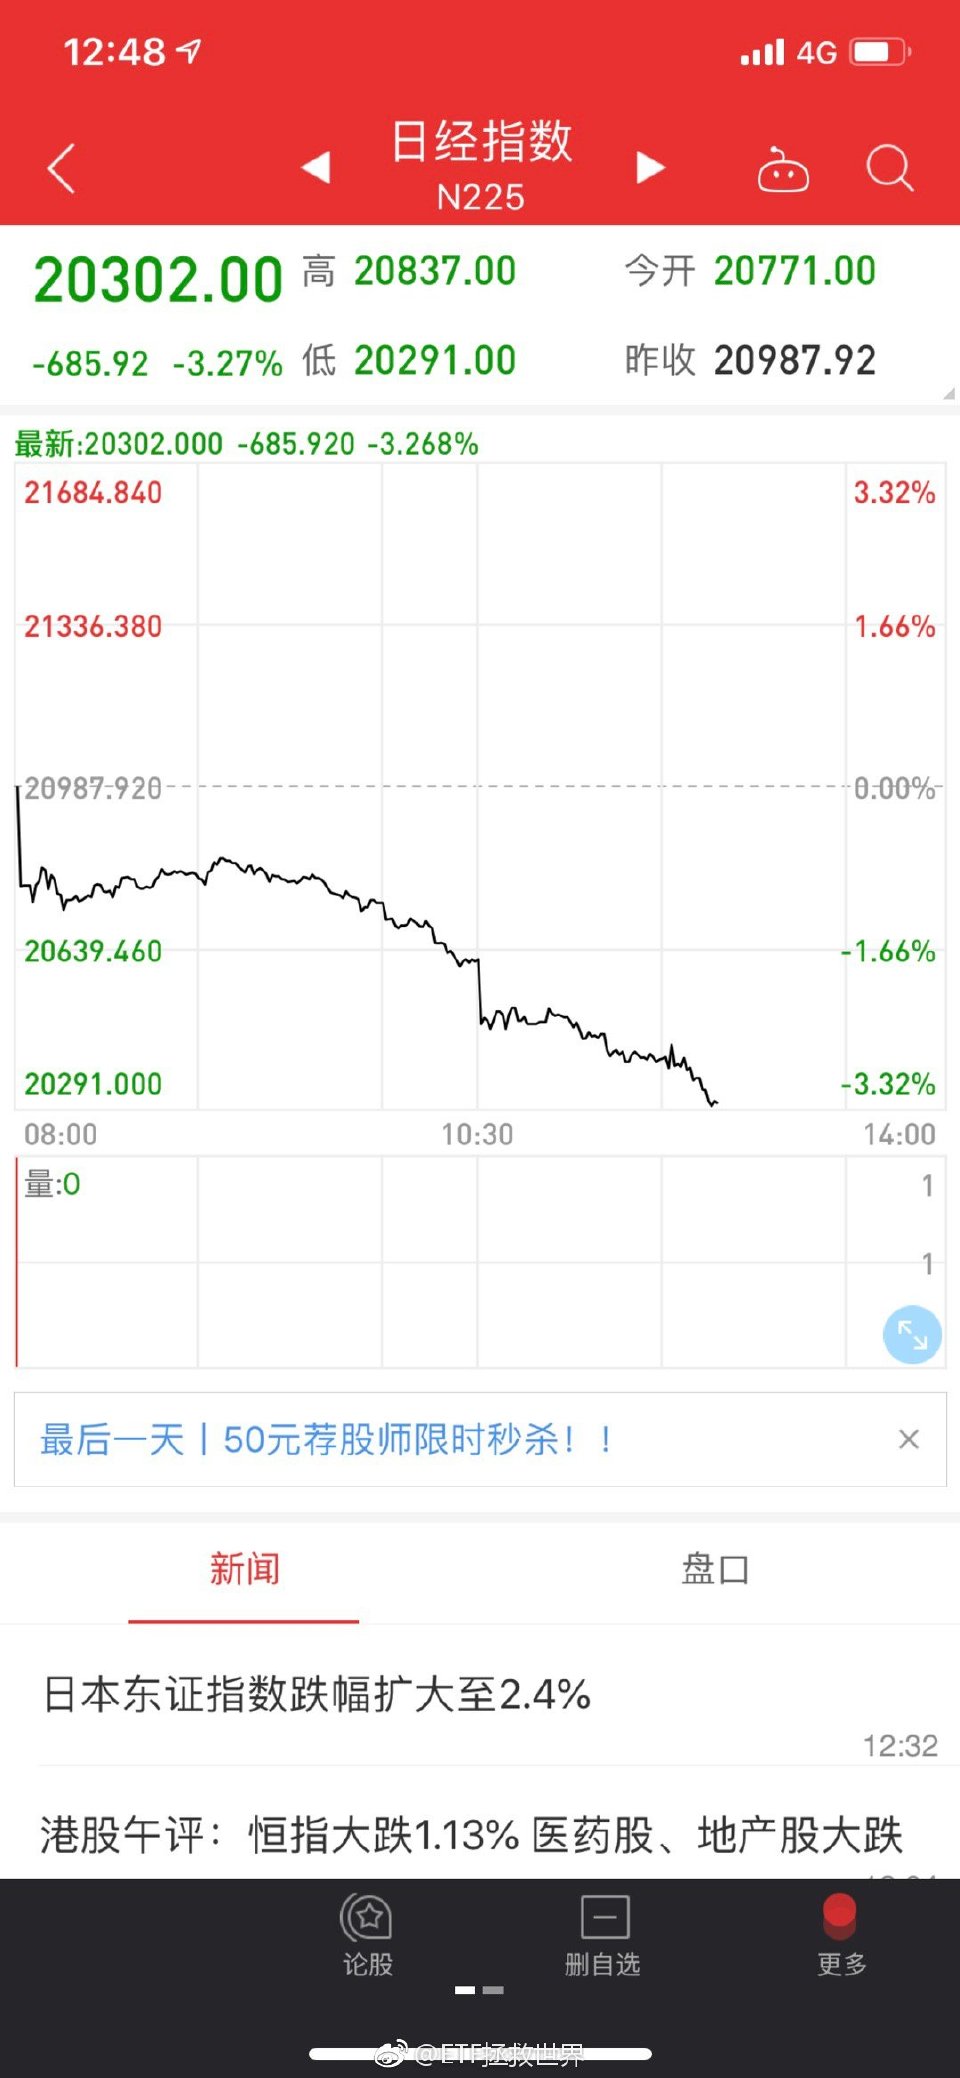 12:48
4G
日经指数
N225
20302.00 高 20837.00 今开 20771.00
-685.92 -3.27% 低 20291.00 昨收 20987.92
最新:20302.000 -685.920 -3.268%
21684.840 3.32%
21336.380 1.66%
20987.920 0.00%
20639.460 -1.66%
20291.000 -3.32%
08:00 10:30 14:00
量:0 1
1
最后一天丨50元荐股师限时秒杀！！ ×
新闻 盘口
日本东证指数跌幅扩大至2.4%
12:32
港股午评：恒指大跌1.13% 医药股、地产股大跌
论股 删自选 更多
@ETF拯救世界